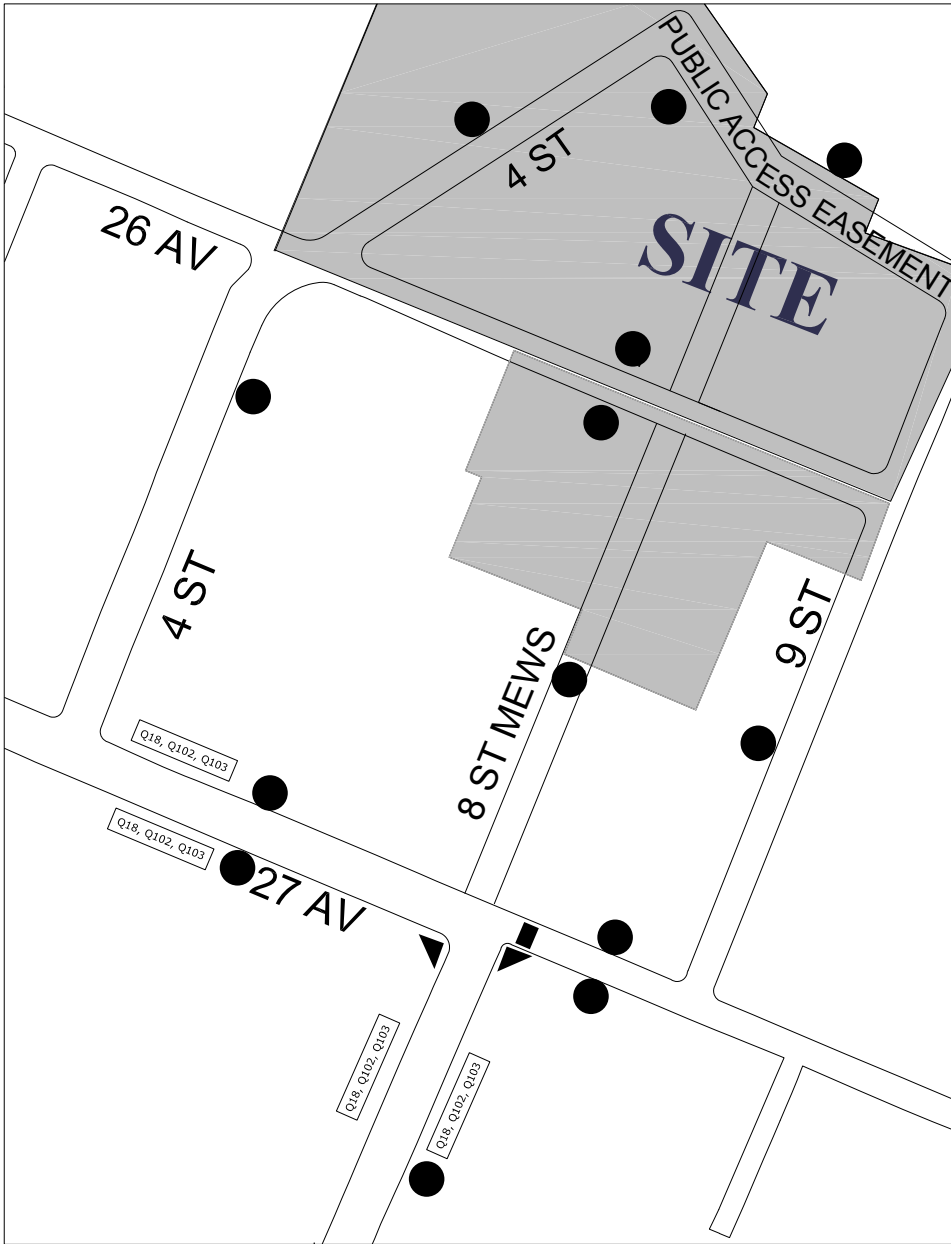 PUBLIC ACCESS EASEMENT
4 ST
26 AV
SITE
4 ST
9 ST
8 ST MEWS
Q18, Q102, Q103
Q18, Q102, Q103
27 AV
Q18, Q102, Q103
Q18, Q102, Q103